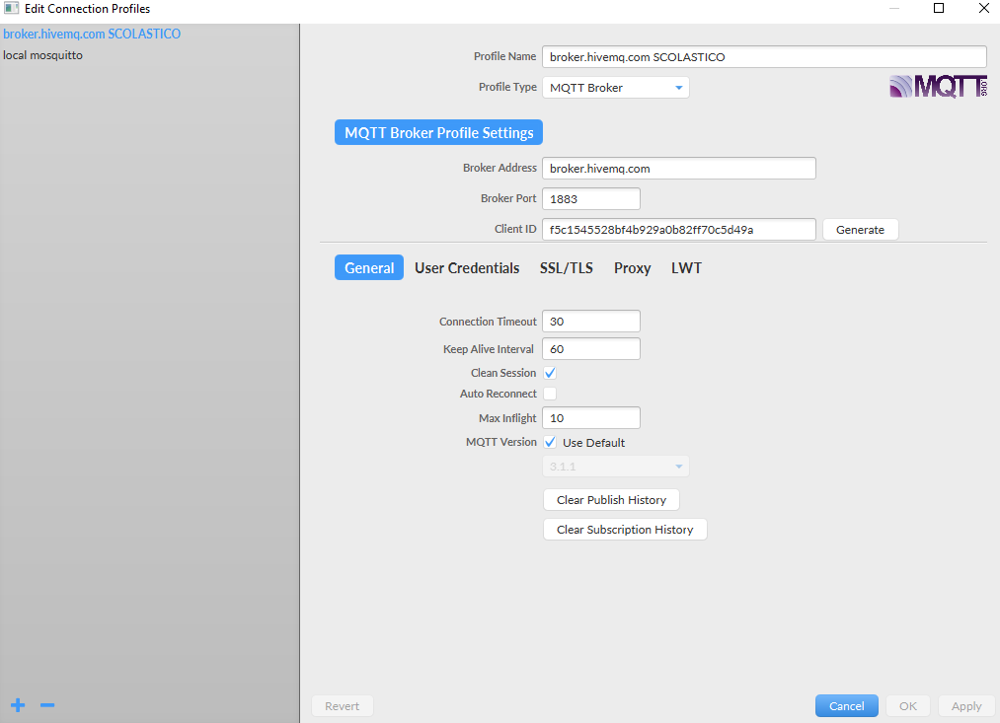 Edit Connection Profiles
broker.hivemq.com SCOLASTICO
local mosquitto
Profile Name broker.hivemq.com SCOLASTICO
Profile Type MQTT Broker
MQTT.ORG
MQTT Broker Profile Settings
Broker Address broker.hivemq.com
Broker Port 1883
Client ID f5c1545528bf4b929a0b82ff70c5d49a Generate
General User Credentials SSL/TLS Proxy LWT
Connection Timeout 30
Keep Alive Interval 60
Clean Session
Auto Reconnect
Max Inflight 10
MQTT Version Use Default
3.1.1
Clear Publish History
Clear Subscription History
Revert Cancel OK Apply